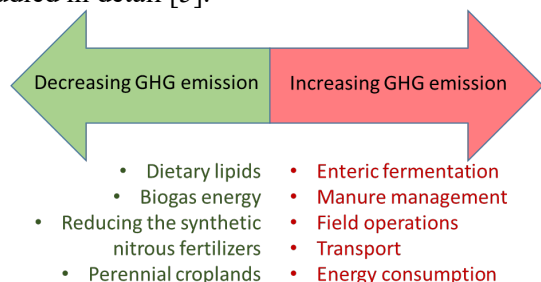 udied in detail [5].
Decreasing GHG emission
Increasing GHG emission
• Dietary lipids
• Biogas energy
• Reducing the synthetic
nitrous fertilizers
• Perennial croplands
• Enteric fermentation
• Manure management
• Field operations
• Transport
• Energy consumption